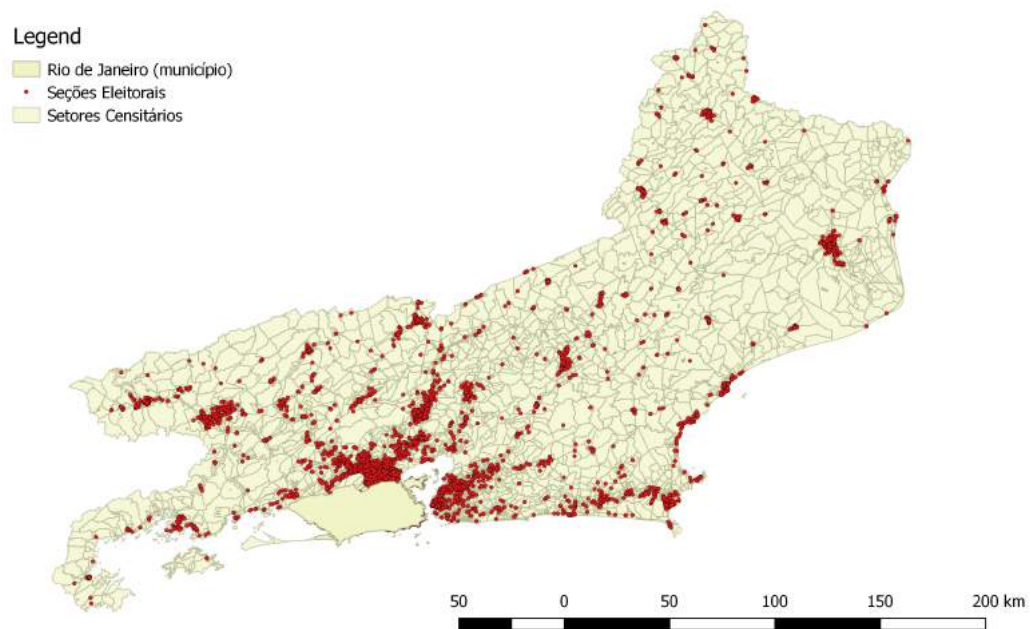 Legend
Rio de Janeiro (município)
Seções Eleitorais
Setores Censitários
50 0 50 100 150 200 km